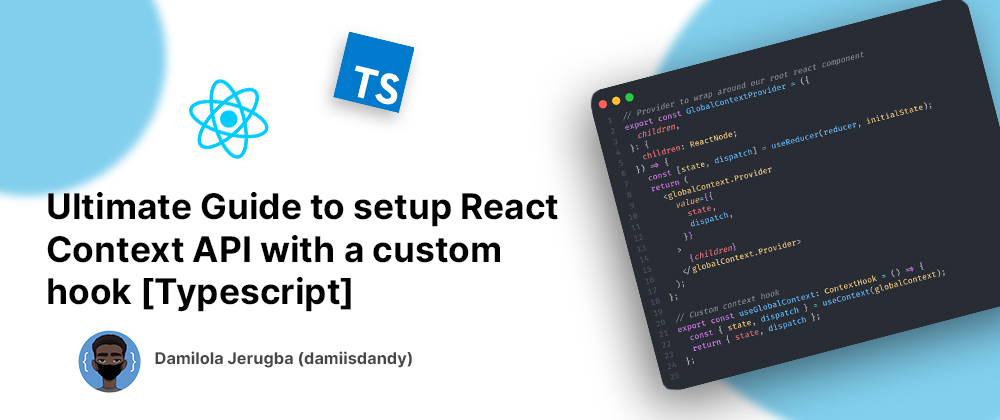 TS
Ultimate Guide to setup React
Context API with a custom
hook [Typescript]
{ }
Damilola Jerugba (damiisdandy)
1 // Provider to wrap around our root react component
2 export const GlobalContextProvider = ({
3 children,
4 }: {
5 children: ReactNode;
6 }) => {
7 const [state, dispatch] = useReducer(reducer, initialState);
8 return (
9 <globalContext.Provider
10 value={{
11 state,
12 dispatch,
13 }}
14 >
15 {children}
16 </globalContext.Provider>
17 );
18 };
19
20 // Custom context hook
21 export const useGlobalContext: ContextHook = () => {
22 const { state, dispatch } = useContext(globalContext);
23 return { state, dispatch };
24 };
25